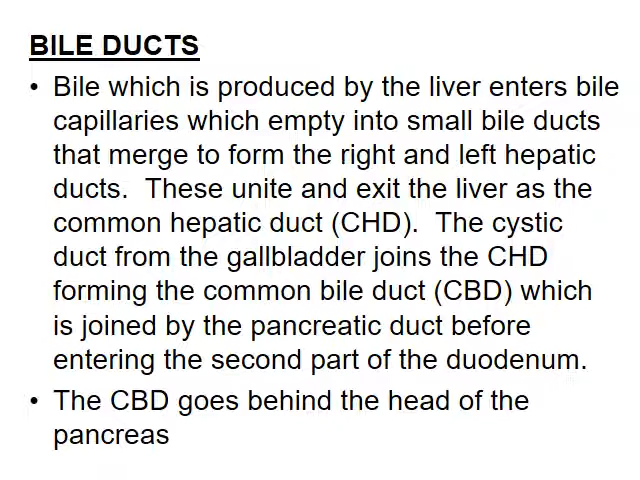 BILE DUCTS
• Bile which is produced by the liver enters bile
capillaries which empty into small bile ducts
that merge to form the right and left hepatic
ducts.  These unite and exit the liver as the
common hepatic duct (CHD).  The cystic
duct from the gallbladder joins the CHD
forming the common bile duct (CBD) which
is joined by the pancreatic duct before
entering the second part of the duodenum.
• The CBD goes behind the head of the
pancreas